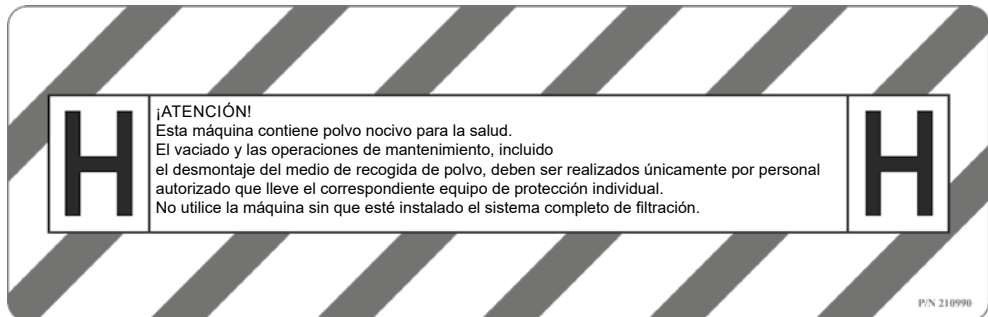 H
¡ATENCIÓN!
Esta máquina contiene polvo nocivo para la salud.
El vaciado y las operaciones de mantenimiento, incluido
el desmontaje del medio de recogida de polvo, deben ser realizados únicamente por personal
autorizado que lleve el correspondiente equipo de protección individual.
No utilice la máquina sin que esté instalado el sistema completo de filtración.
H
P/N 210990